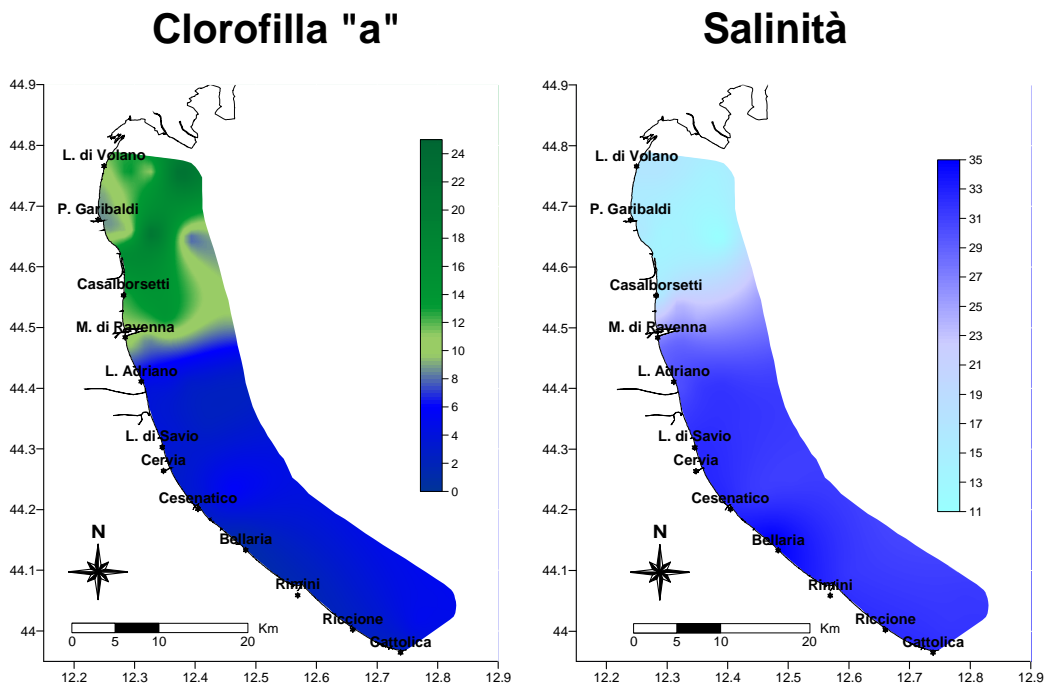 Clorofilla "a"
Salinità
44.9
44.8
44.7
44.6
44.5
44.4
44.3
44.2
44.1
44
12.2
12.3
12.4
12.5
12.6
12.7
12.8
12.9
L. di Volano
P. Garibaldi
Casalborsetti
M. di Ravenna
L. Adriano
L. di Savio
Cervia
Cesenatico
Bellaria
Rimini
Riccione
Cattolica
N
0
5
10
20
Km
24
22
20
18
16
14
12
10
8
6
4
2
0
44.9
44.8
44.7
44.6
44.5
44.4
44.3
44.2
44.1
44
12.2
12.3
12.4
12.5
12.6
12.7
12.8
12.9
L. di Volano
P. Garibaldi
Casalborsetti
M. di Ravenna
L. Adriano
L. di Savio
Cervia
Cesenatico
Bellaria
Rimini
Riccione
Cattolica
N
0
5
10
20
Km
35
33
31
29
27
25
23
21
19
17
15
13
11